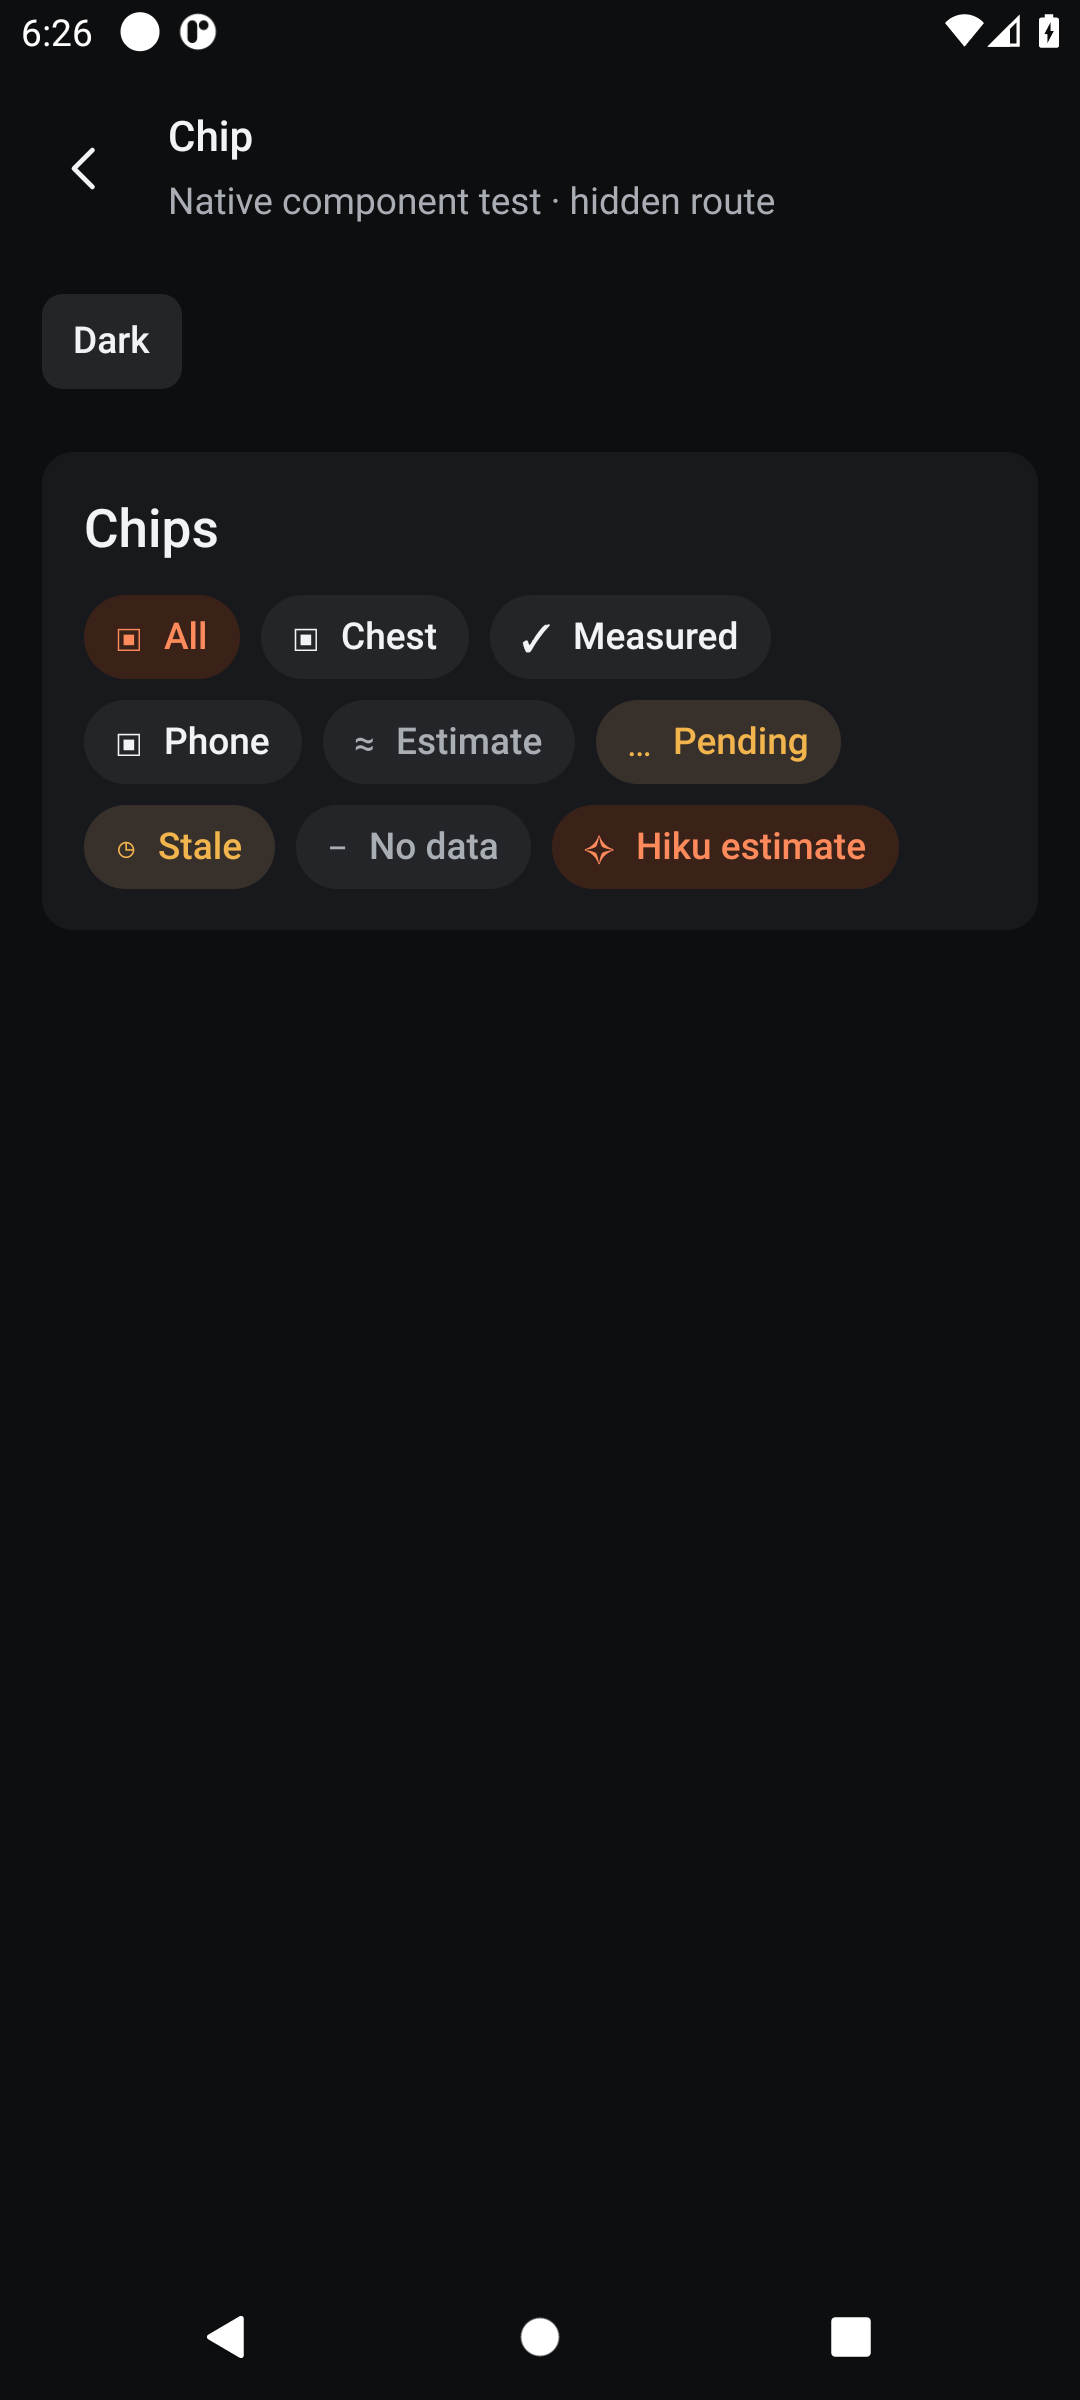 6:26
Chip
Native component test · hidden route
Dark
Chips
▣ All
▣ Chest
✓ Measured
▣ Phone
≈ Estimate
… Pending
◷ Stale
– No data
✧ Hiku estimate